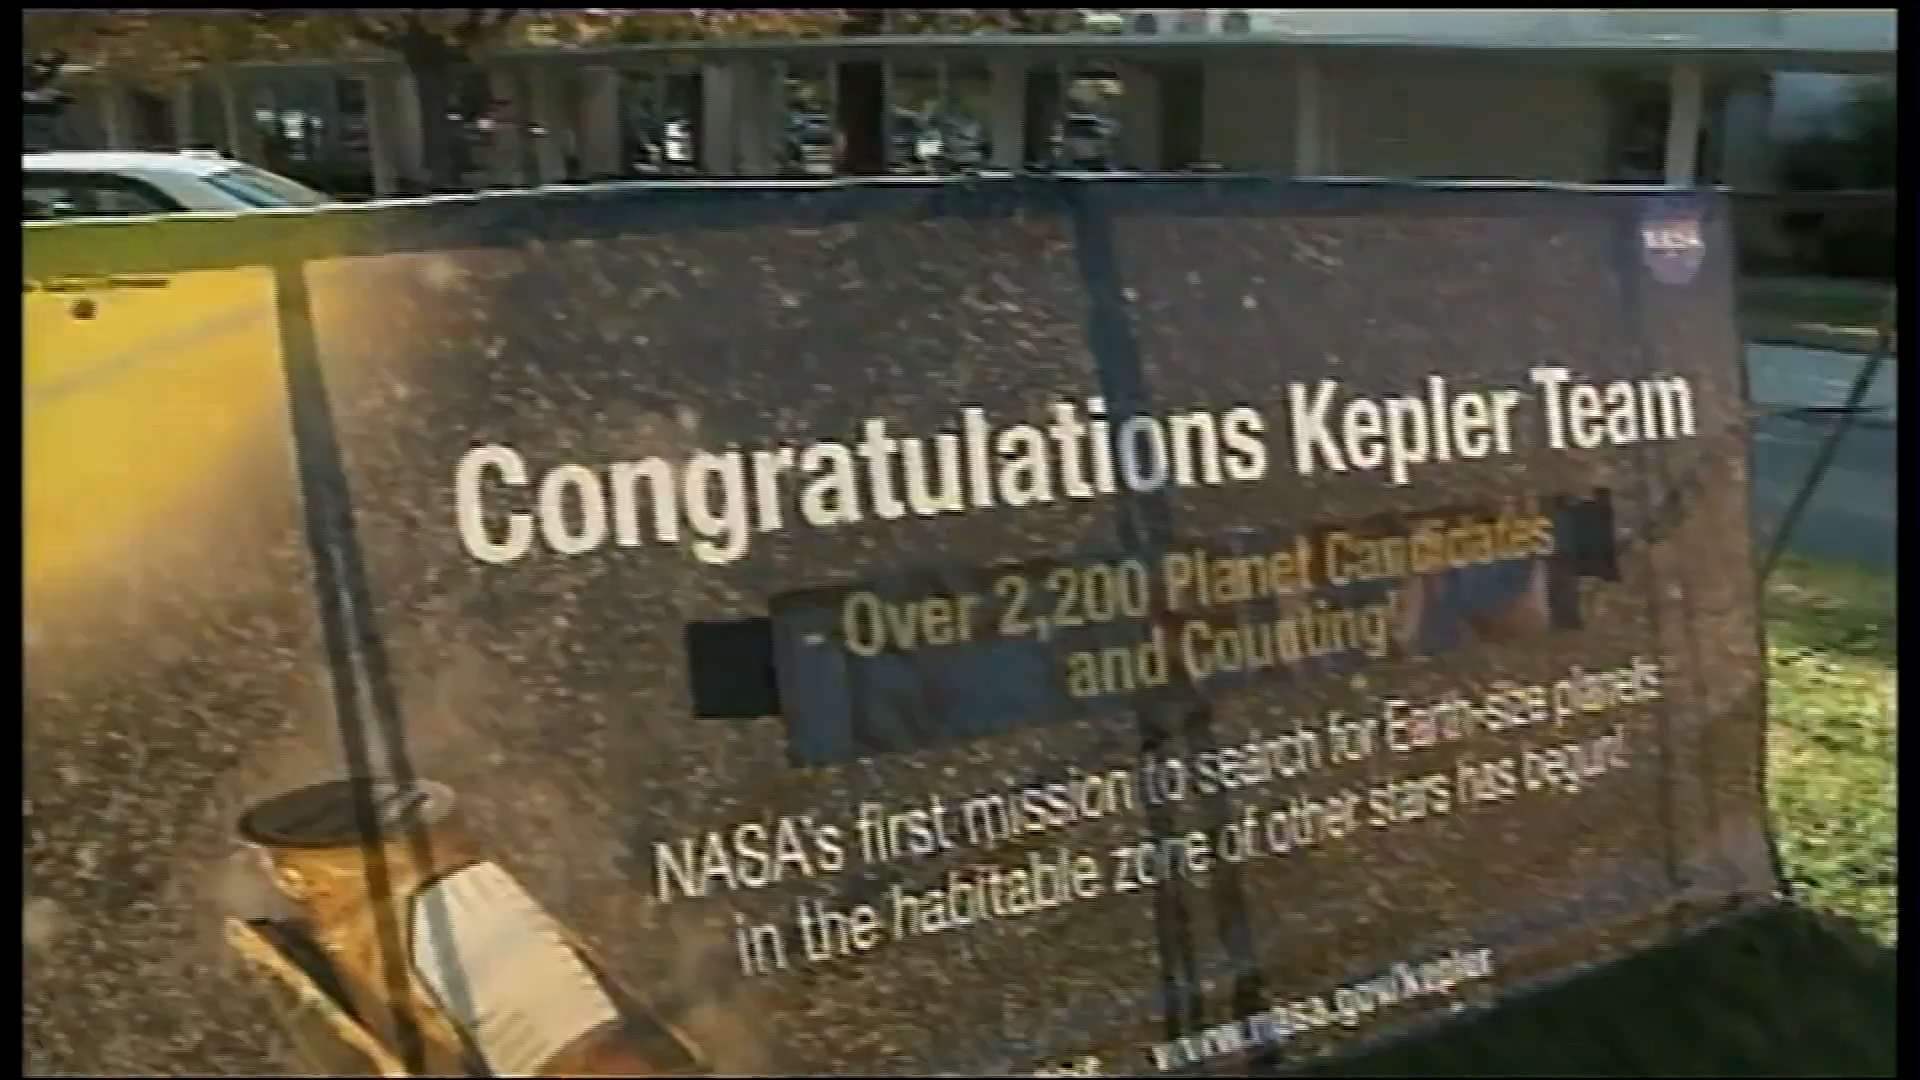 NASA
Congratulations Kepler Team
- Over 2,200 Planet Candidates
and Counting!
NASA's first mission to search for Earth-size planets
in the habitable zone of other stars has begun!
www.nasa.gov/kepler